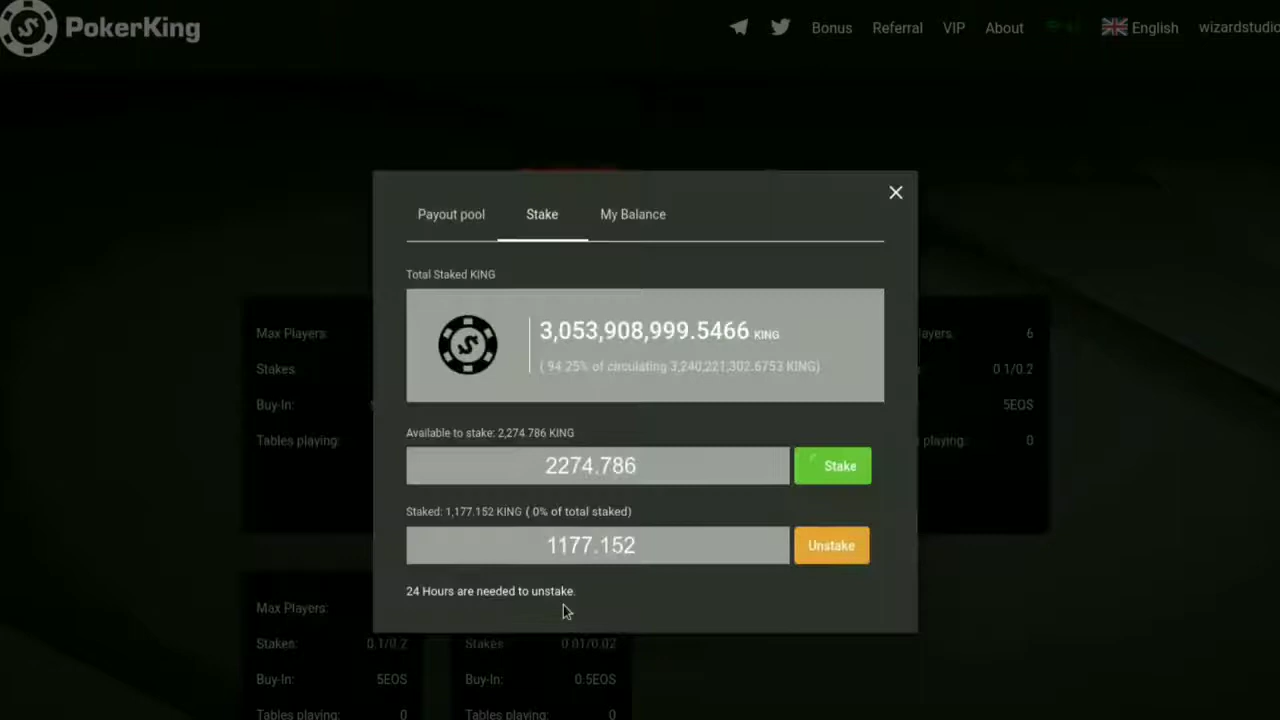 PokerKing
Bonus Referral VIP About English wizardstudio
Payout pool Stake My Balance
Total Staked KING
3,053,908,999.5466 KING
( 94.25% of circulating 3,240,221,302.6753 KING)
Available to stake: 2,274.786 KING
2274.786 Stake
Staked: 1,177.152 KING ( 0% of total staked)
1177.152 Unstake
24 Hours are needed to unstake.
Max Players:
Stakes
Buy-In:
Tables playing:
ayers. 6
0.1/0.2
5EOS
playing: 0
Max Players:
Stakes: 0.1/0.2
Buy-In: 5EOS
Tables playing: 0
Stakes 0.01/0.02
Buy-In: 0.5EOS
Tables playing: 0